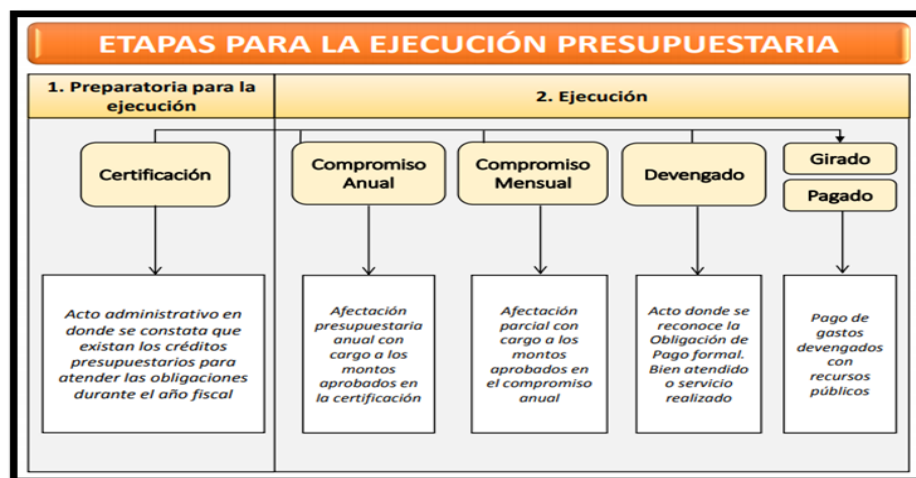 ETAPAS PARA LA EJECUCIÓN PRESUPUESTARIA
1. Preparatoria para la
ejecución
2. Ejecución
Certificación
Compromiso
Anual
Compromiso
Mensual
Devengado
Girado
Pagado
Acto administrativo en
donde se constata que
existan los créditos
presupuestarios para
atender las obligaciones
durante el año fiscal
Afectación
presupuestaria
anual con
cargo a los
montos
aprobados en
la certificación
Afectación
parcial con
cargo a los
montos
aprobados en
el compromiso
anual
Acto donde se
reconoce la
Obligación de
Pago formal.
Bien atendido
o servicio
realizado
Pago de
gastos
devengados
con
recursos
públicos